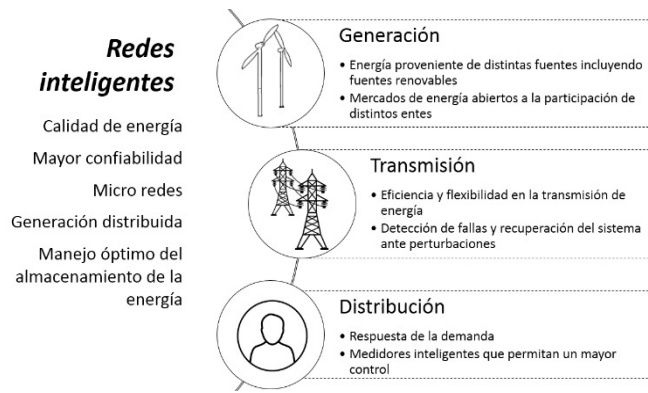 Redes
inteligentes
Calidad de energía
Mayor confiabilidad
Micro redes
Generación distribuida
Manejo óptimo del
almacenamiento de la
energía
Generación
• Energía proveniente de distintas fuentes incluyendo
fuentes renovables
• Mercados de energía abiertos a la participación de
distintos entes
Transmisión
• Eficiencia y flexibilidad en la transmisión de
energía
• Detección de fallas y recuperación del sistema
ante perturbaciones
Distribución
• Respuesta de la demanda
• Medidores inteligentes que permitan un mayor
control